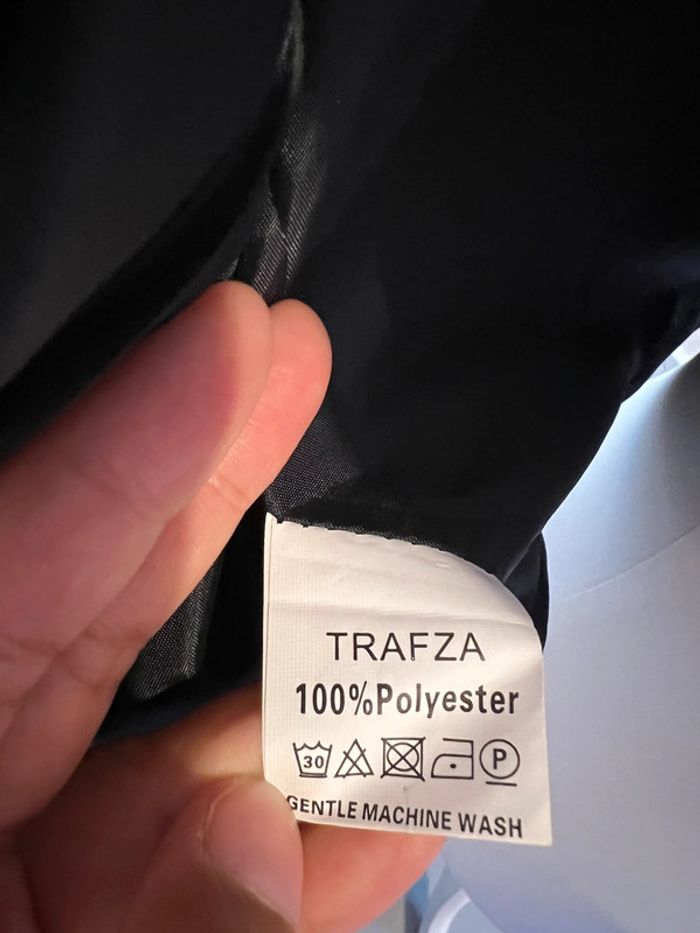 TRAFZA
100%Polyester
30 P
GENTLE MACHINE WASH